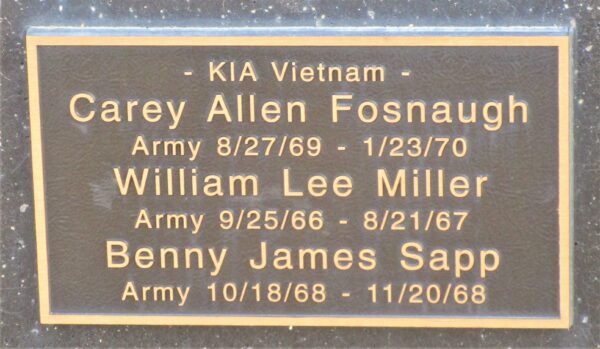 - KIA Vietnam -
Carey Allen Fosnaugh
Army 8/27/69 - 1/23/70
William Lee Miller
Army 9/25/66 - 8/21/67
Benny James Sapp
Army 10/18/68 - 11/20/68